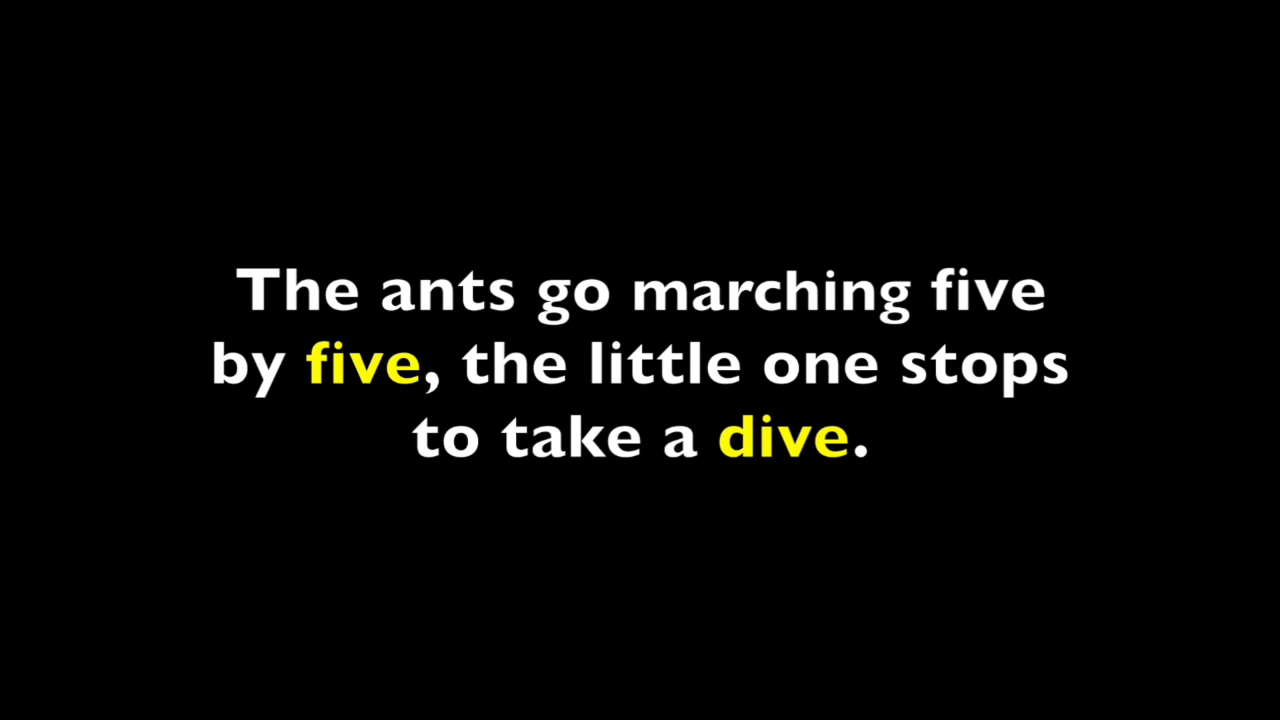 The ants go marching five
by five, the little one stops
to take a dive.